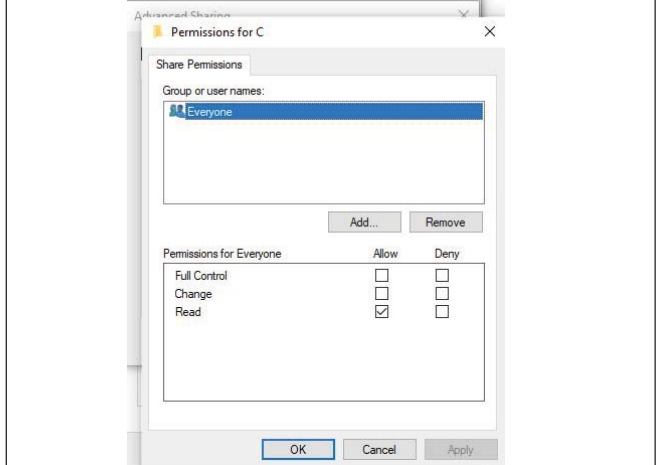 Advanced Sharing
Permissions for C
Share Permissions
Group or user names:
Everyone
Add...
Remove
Permissions for Everyone Allow Deny
Full Control
Change
Read
OK
Cancel
Apply